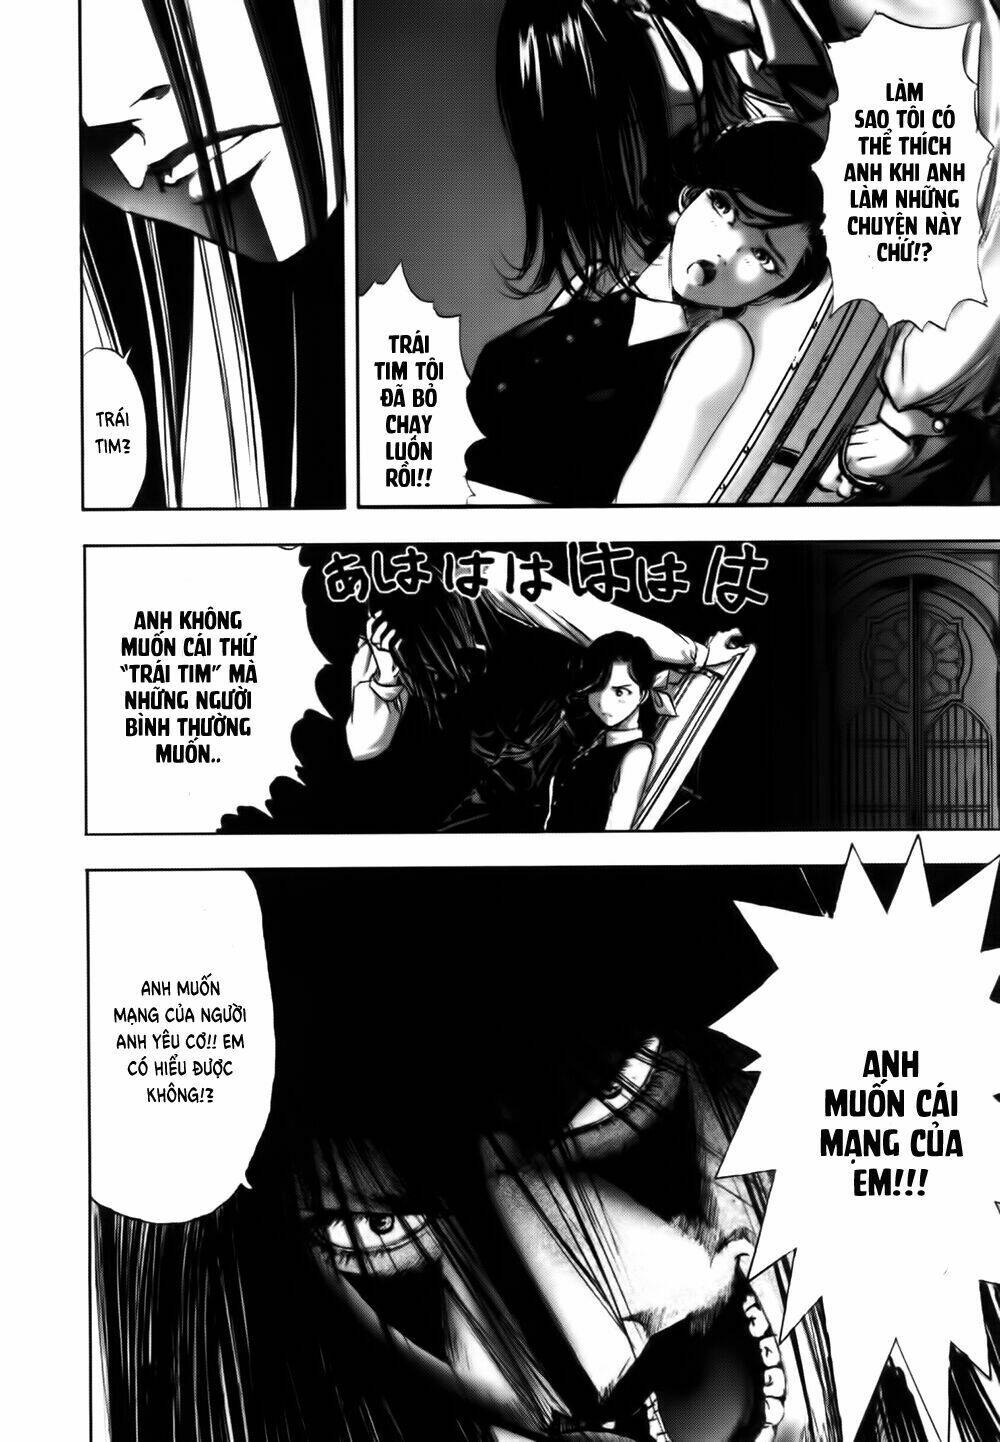 LÀM
SAO TÔI CÓ
THỂ THÍCH
ANH KHI ANH
LÀM NHỮNG
CHUYỆN NÀY
CHỨ!?
TRÁI
TIM TÔI
ĐÃ BỎ
CHẠY
LUÔN
RỒI!!
TRÁI
TIM?
あはははははは
ANH KHÔNG
MUỐN CÁI THỨ
“TRÁI TIM” MÀ
NHỮNG NGƯỜI
BÌNH THƯỜNG
MUỐN..
ANH
MUỐN CÁI
MẠNG CỦA
EM!!!
ANH MUỐN
MẠNG CỦA NGƯỜI
ANH YÊU CƠ!! EM
CÓ HIỂU ĐƯỢC
KHÔNG!?